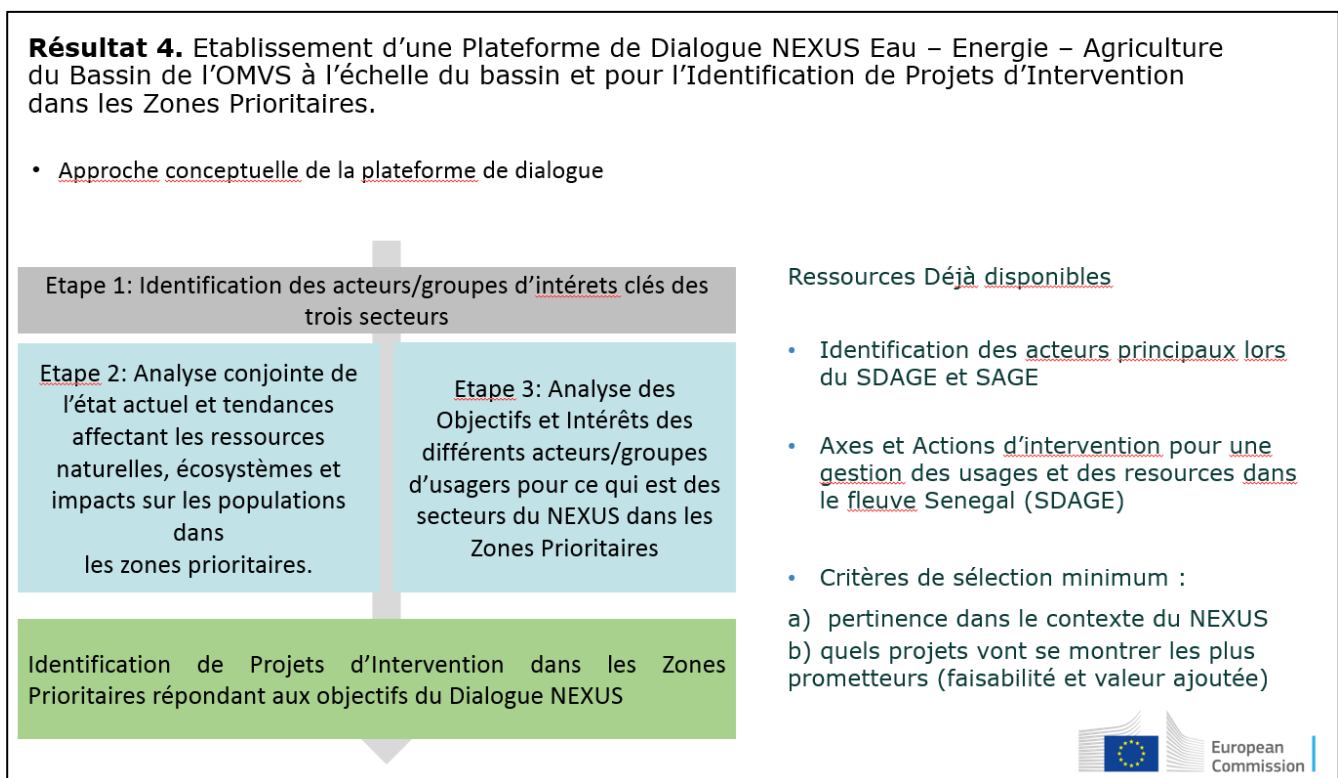 Résultat 4. Etablissement d’une Plateforme de Dialogue NEXUS Eau – Energie – Agriculture
du Bassin de l’OMVS à l’échelle du bassin et pour l’Identification de Projets d’Intervention
dans les Zones Prioritaires.
• Approche conceptuelle de la plateforme de dialogue
Etape 1: Identification des acteurs/groupes d’intérets clés des
trois secteurs
Etape 2: Analyse conjointe de
l’état actuel et tendances
affectant les ressources
naturelles, écosystèmes et
impacts sur les populations
dans
les zones prioritaires.
Etape 3: Analyse des
Objectifs et Intérêts des
différents acteurs/groupes
d’usagers pour ce qui est des
secteurs du NEXUS dans les
Zones Prioritaires
Identification de Projets d’Intervention dans les Zones
Prioritaires répondant aux objectifs du Dialogue NEXUS
Ressources Déjà disponibles
• Identification des acteurs principaux lors
du SDAGE et SAGE
• Axes et Actions d’intervention pour une
gestion des usages et des resources dans
le fleuve Senegal (SDAGE)
• Critères de sélection minimum :
a) pertinence dans le contexte du NEXUS
b) quels projets vont se montrer les plus
prometteurs (faisabilité et valeur ajoutée)
European
Commission